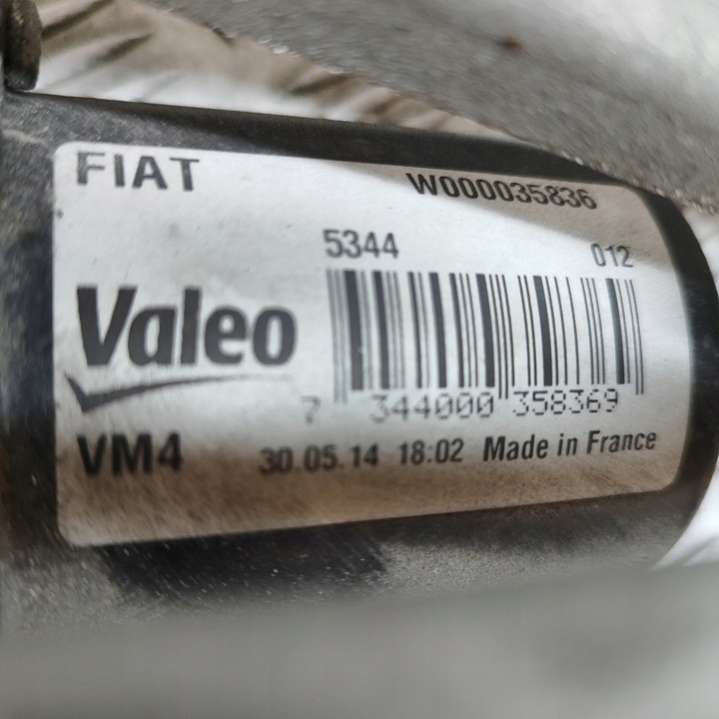 FIAT W000035836
5344 012
Valeo
7 344000 358369
VM4 30.05.14 18:02 Made in France